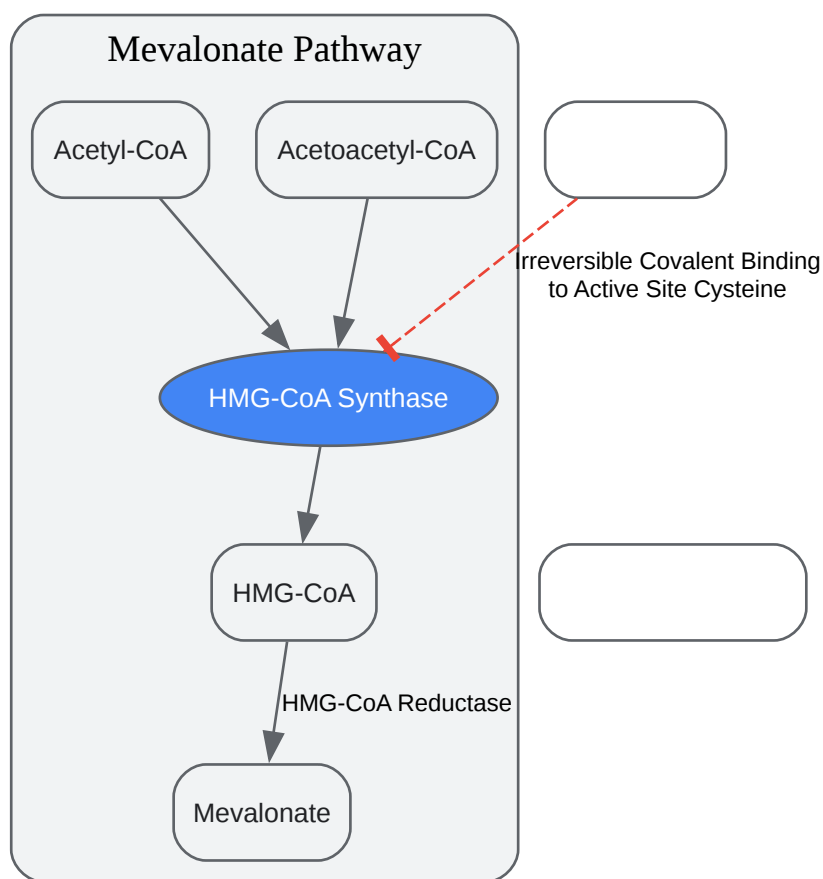 Mevalonate Pathway
Acetyl-CoA
Acetoacetyl-CoA
Irreversible Covalent Binding
to Active Site Cysteine
HMG-CoA Synthase
HMG-CoA
HMG-CoA Reductase
Mevalonate